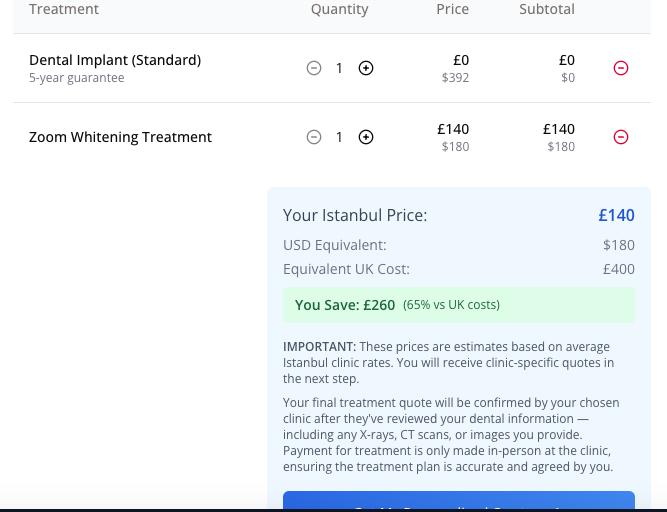 Treatment Quantity Price Subtotal
Dental Implant (Standard) 1 £0 £0
5-year guarantee $392 $0
Zoom Whitening Treatment 1 £140 £140
$180 $180
Your Istanbul Price: £140
USD Equivalent: $180
Equivalent UK Cost: £400
You Save: £260 (65% vs UK costs)
IMPORTANT: These prices are estimates based on average
Istanbul clinic rates. You will receive clinic-specific quotes in
the next step.
Your final treatment quote will be confirmed by your chosen
clinic after they've reviewed your dental information —
including any X-rays, CT scans, or images you provide.
Payment for treatment is only made in-person at the clinic,
ensuring the treatment plan is accurate and agreed by you.